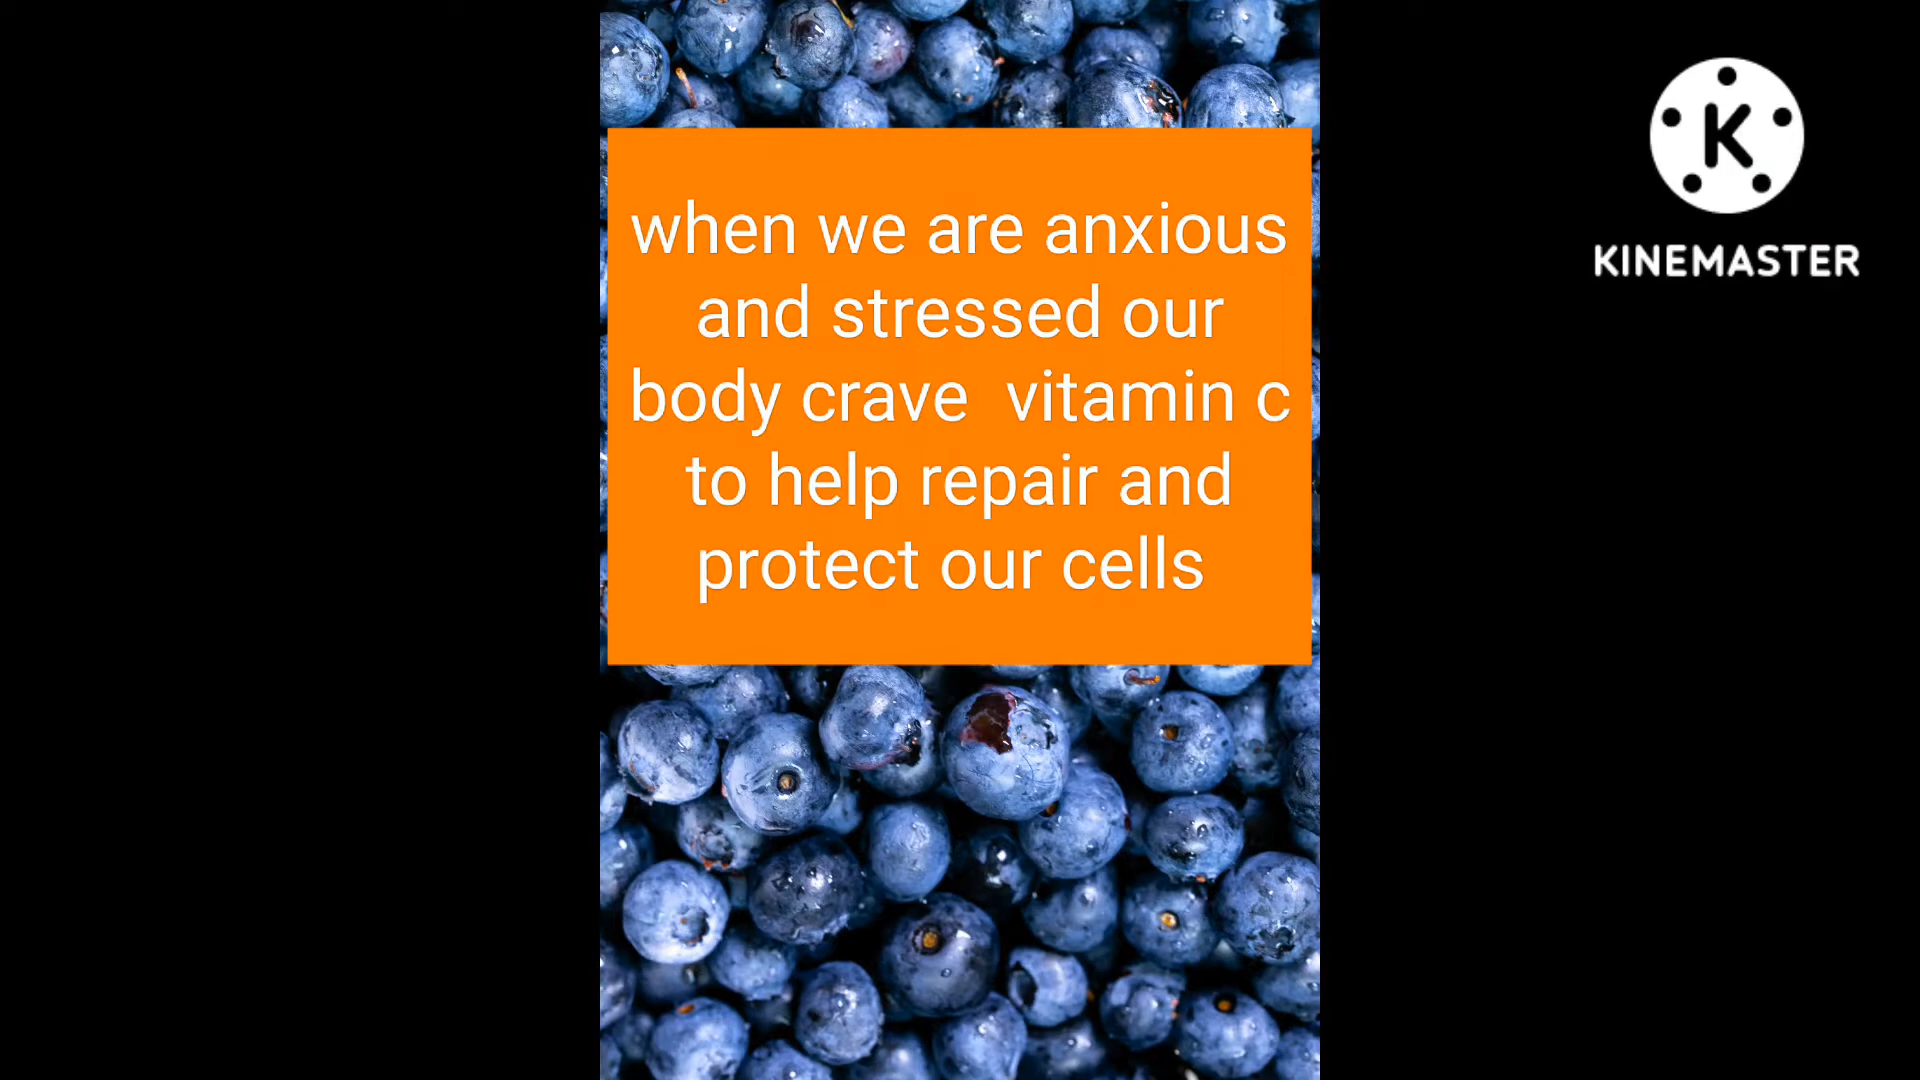 when we are anxious
and stressed our
body crave  vitamin c
to help repair and
protect our cells
K
KINEMASTER